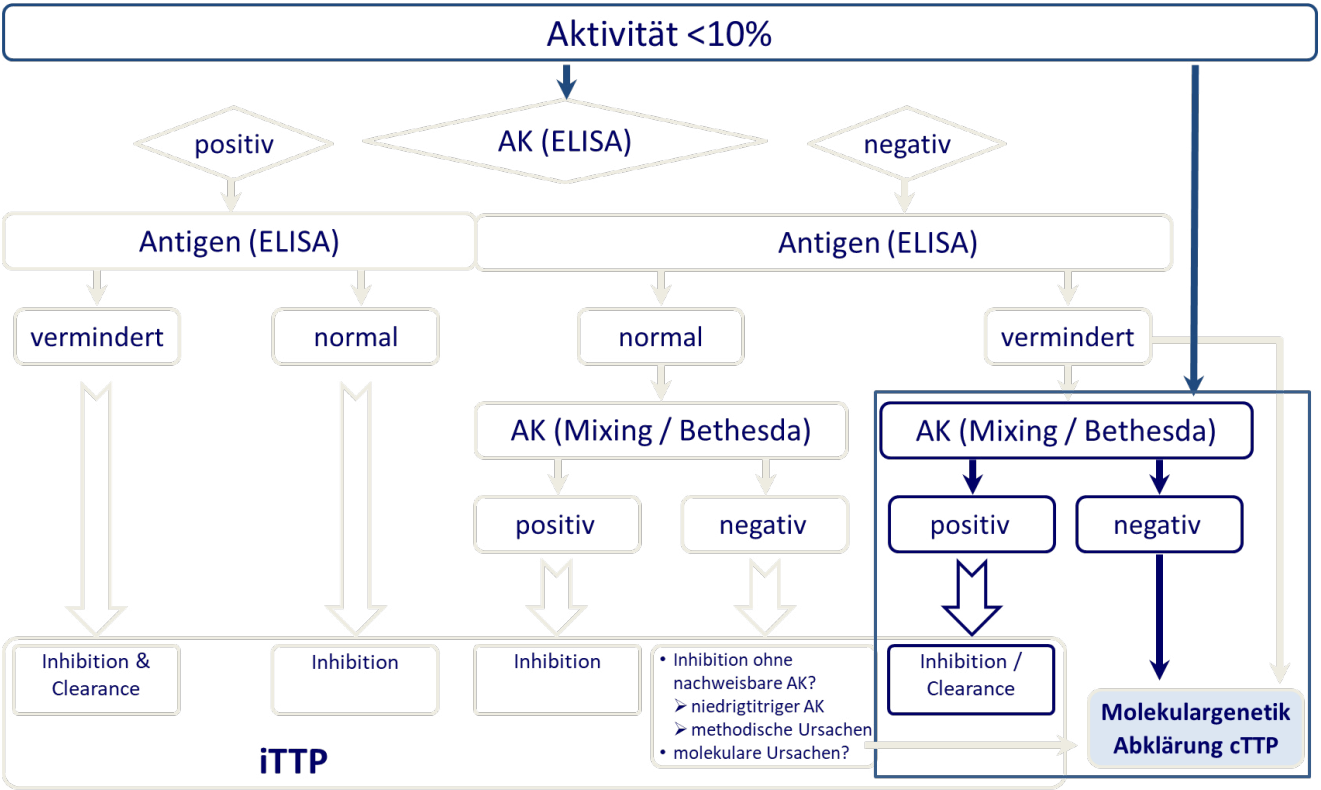 Aktivität <10%
positiv
AK (ELISA)
negativ
Antigen (ELISA)
Antigen (ELISA)
vermindert
normal
normal
vermindert
AK (Mixing / Bethesda)
AK (Mixing / Bethesda)
positiv
negativ
positiv
negativ
Inhibition &
Clearance
Inhibition
Inhibition
• Inhibition ohne
nachweisbare AK?
➢ niedrigtitriger AK
➢ methodische Ursachen
• molekulare Ursachen?
Inhibition /
Clearance
Molekulargenetik
Abklärung cTTP
iTTP